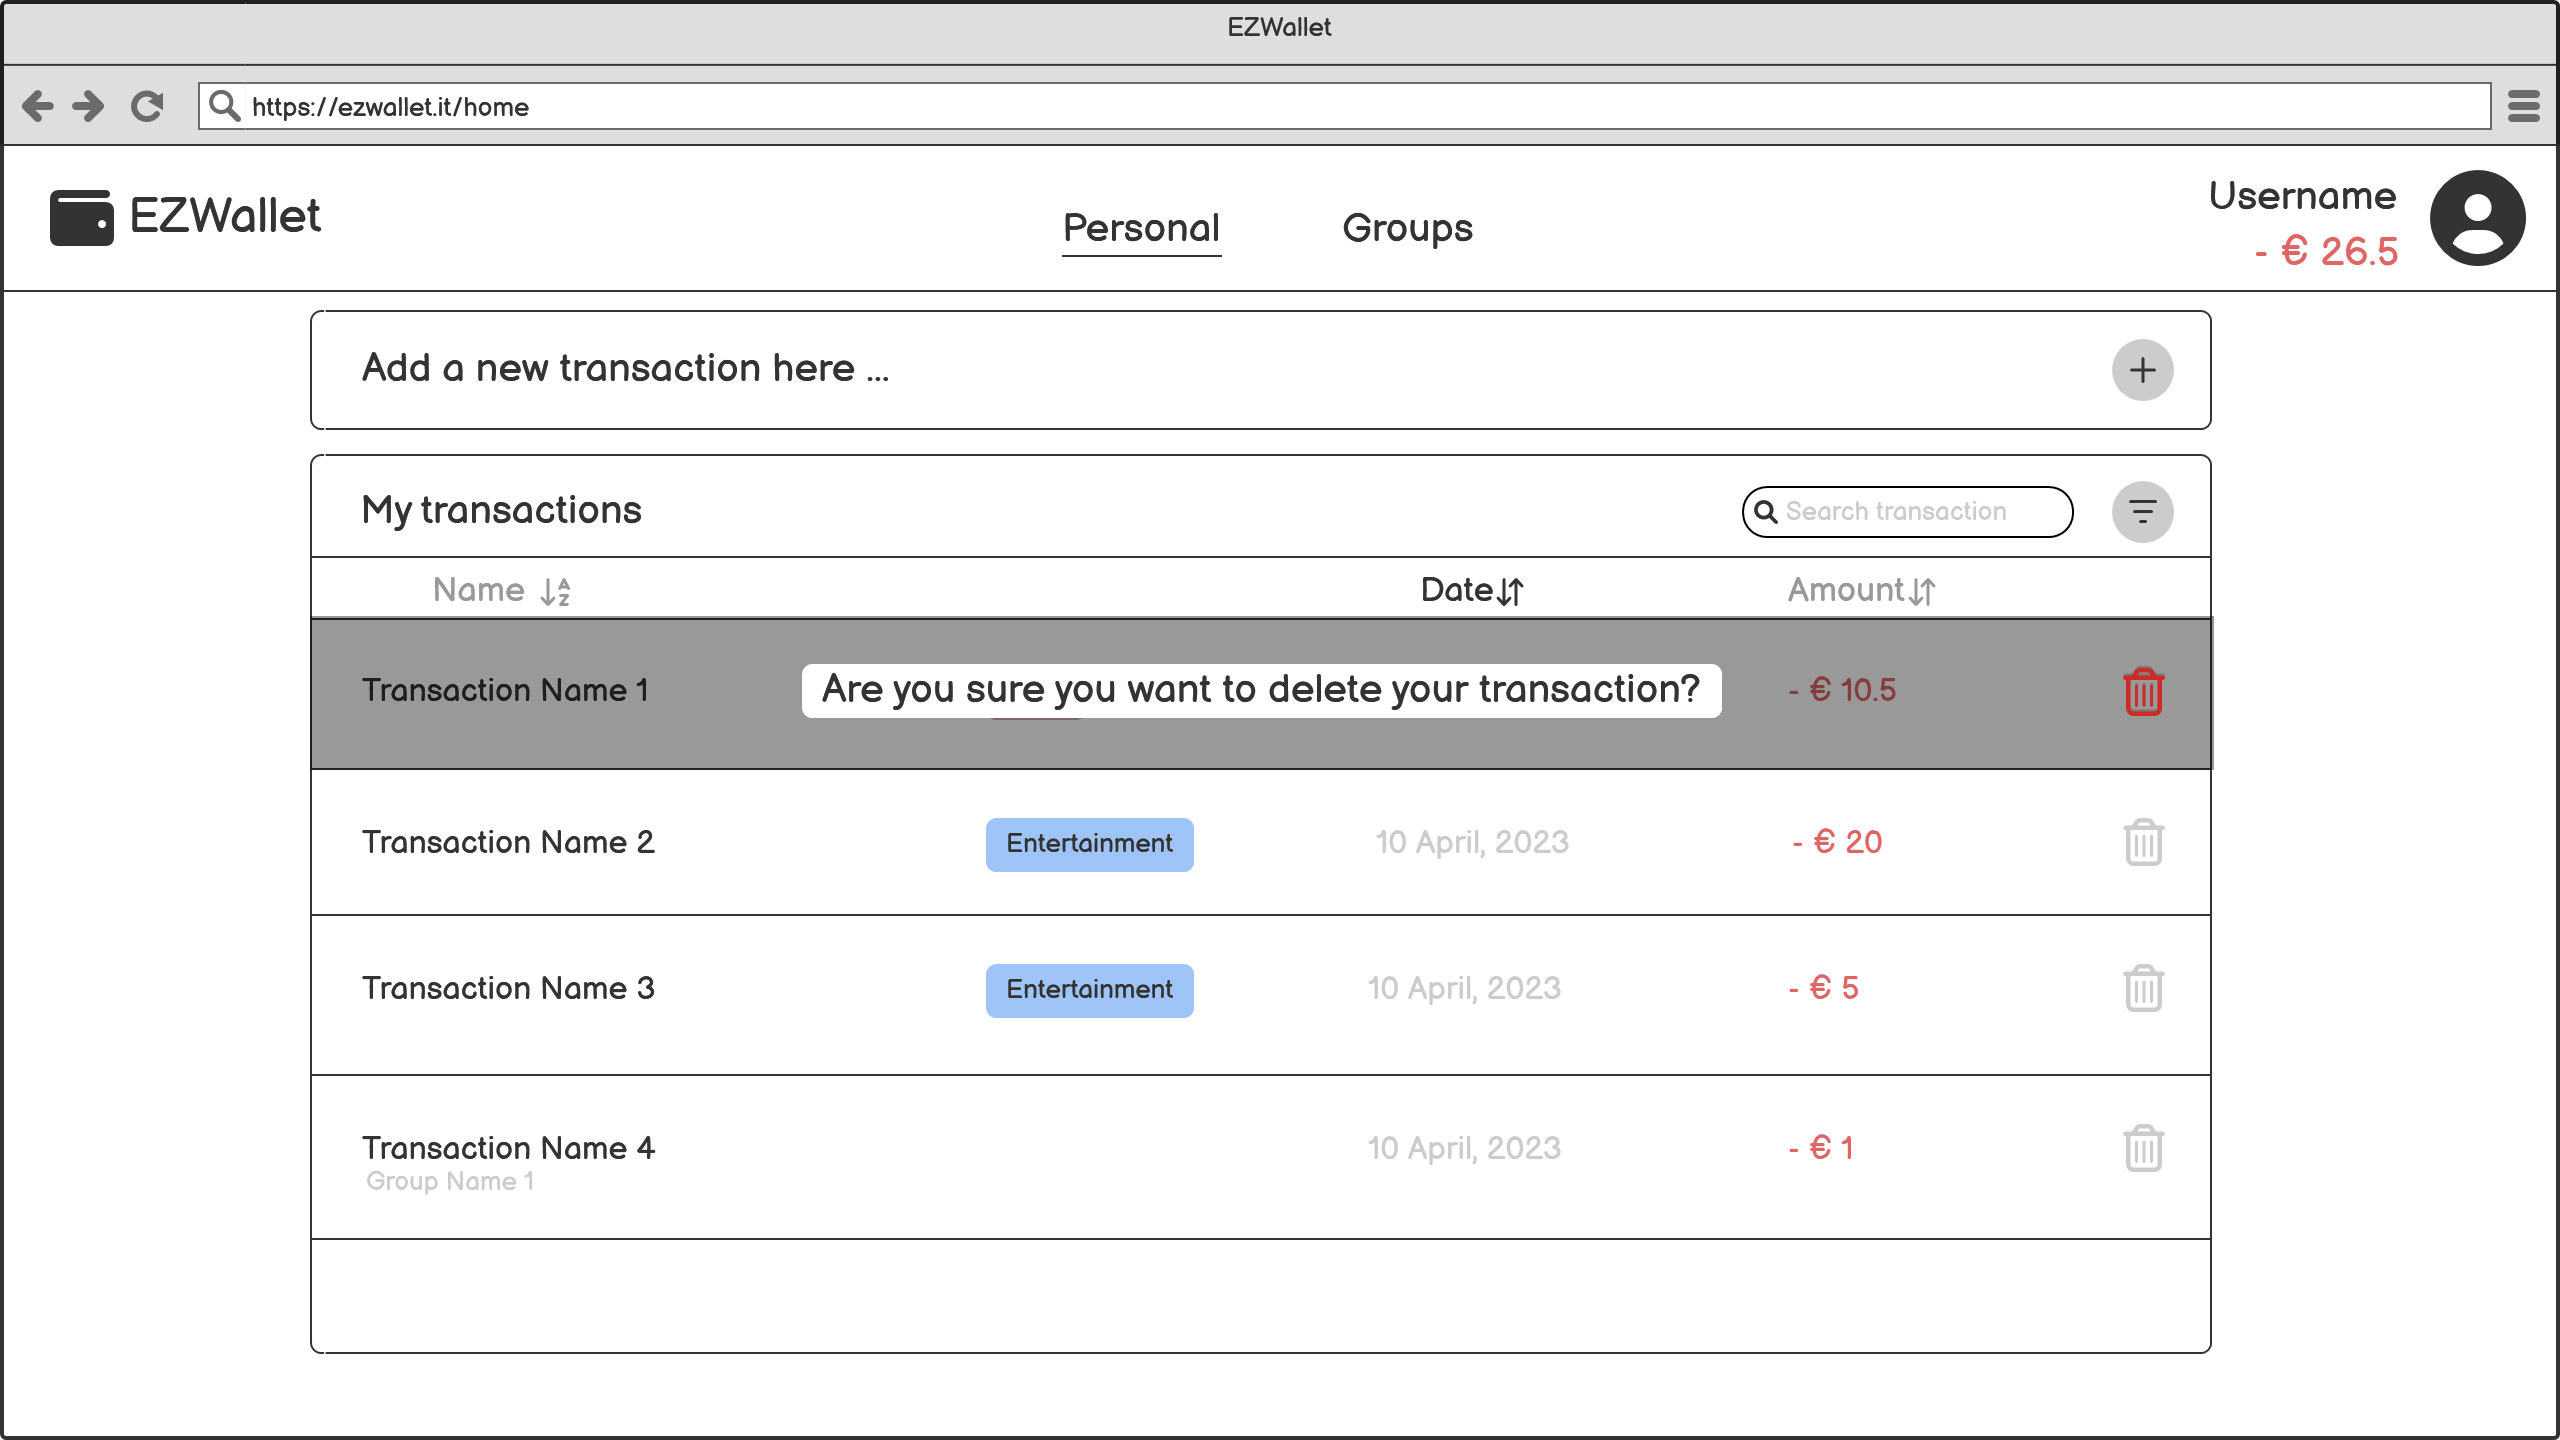 EZWallet
https://ezwallet.it/home
EZWallet
Personal
Groups
Username
- € 26.5
Add a new transaction here ...
My transactions
Search transaction
Name
Date
Amount
Transaction Name 1
Are you sure you want to delete your transaction?
- € 10.5
Transaction Name 2
Entertainment
10 April, 2023
- € 20
Transaction Name 3
Entertainment
10 April, 2023
- € 5
Transaction Name 4
10 April, 2023
- € 1
Group Name 1